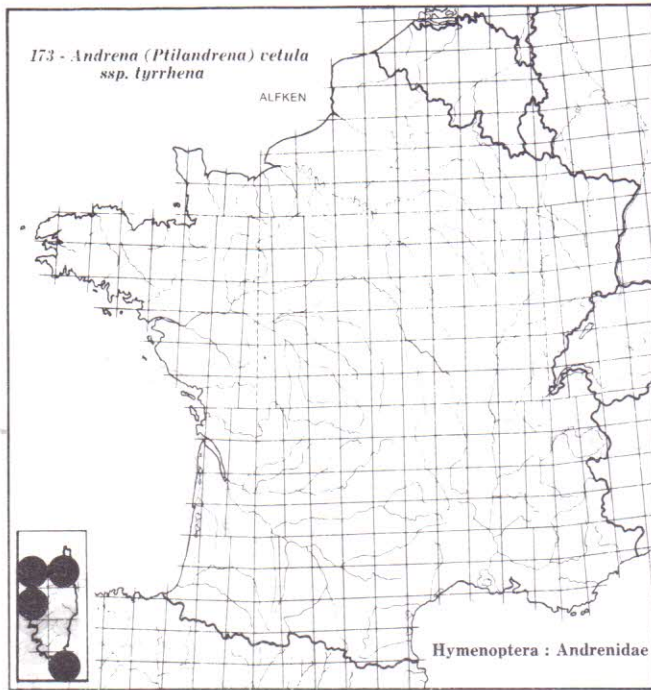 173 - Andrena (Ptilandrena) vetula
ssp. tyrrhena
ALFKEN
Hymenoptera : Andrenidae